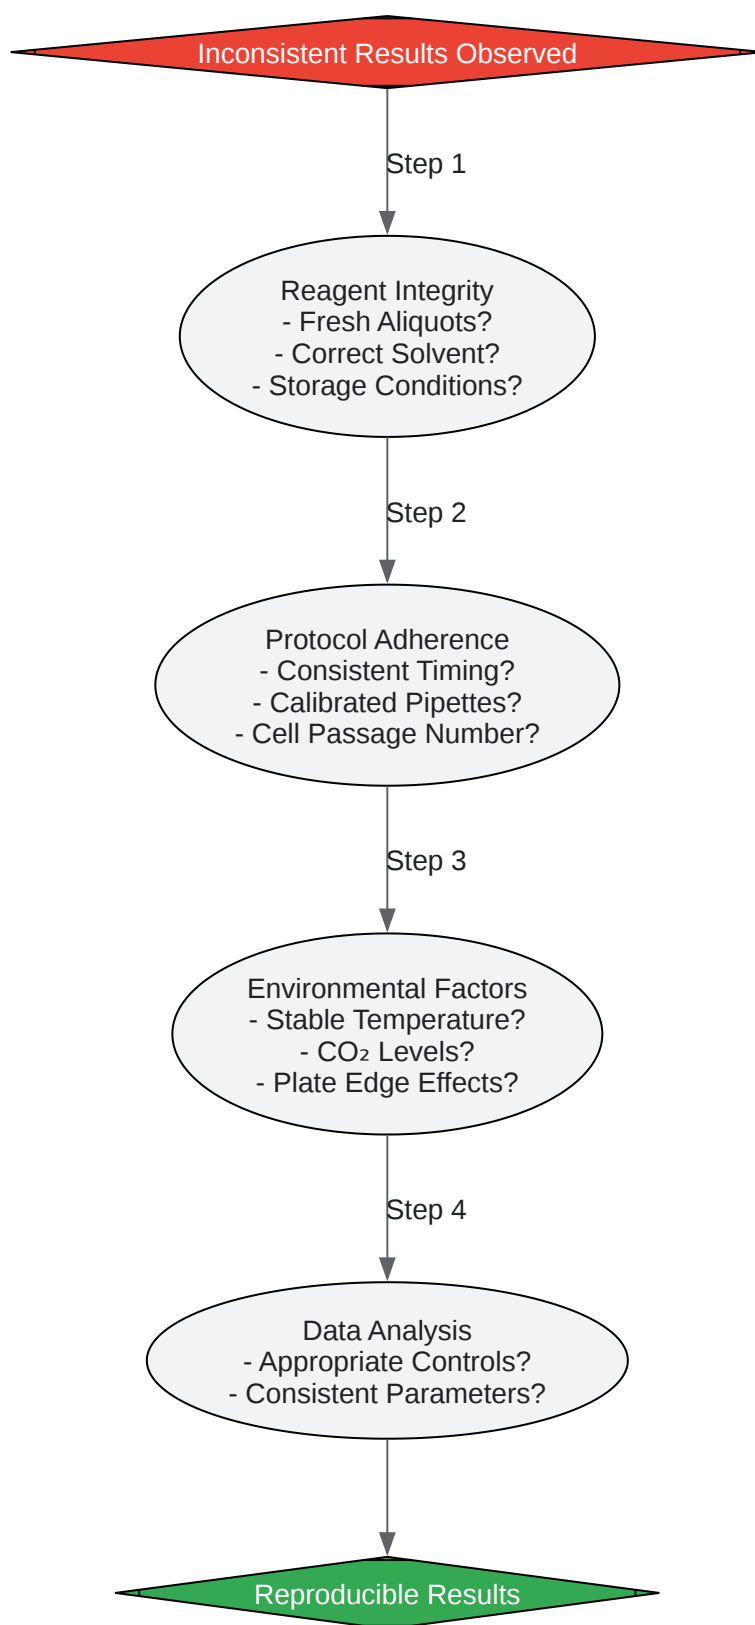 Inconsistent Results Observed
Step 1
Reagent Integrity
- Fresh Aliquots?
- Correct Solvent?
- Storage Conditions?
Step 2
Protocol Adherence
- Consistent Timing?
- Calibrated Pipettes?
- Cell Passage Number?
Step 3
Environmental Factors
- Stable Temperature?
- CO₂ Levels?
- Plate Edge Effects?
Step 4
Data Analysis
- Appropriate Controls?
- Consistent Parameters?
Reproducible Results